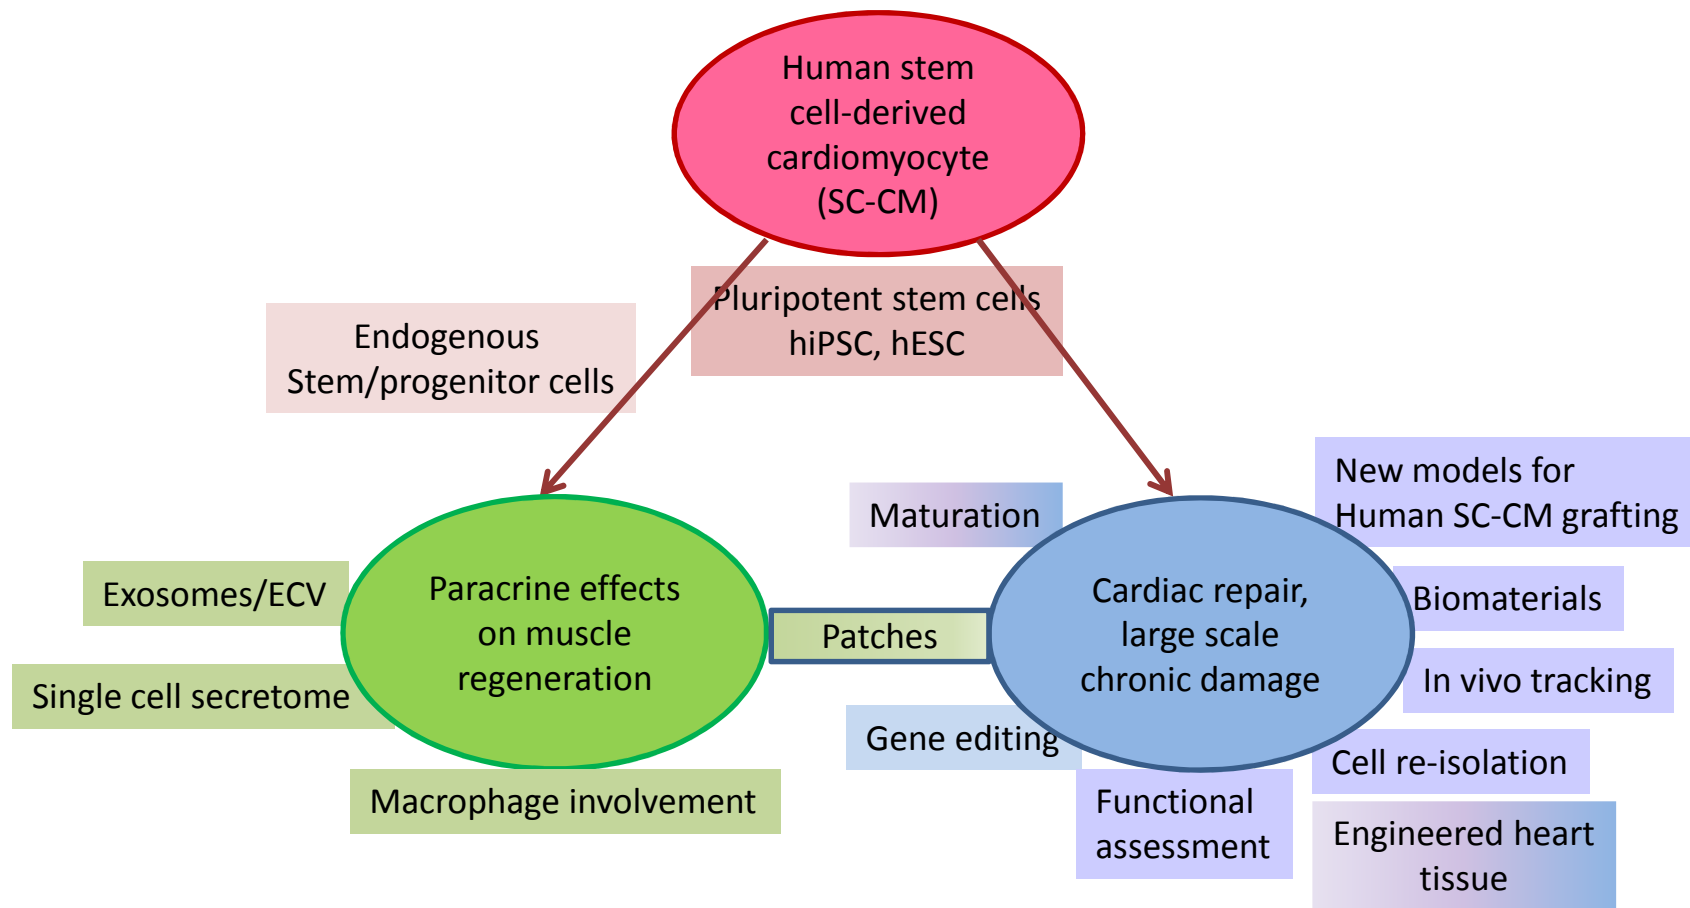 Human stem
cell-derived
cardiomyocyte
(SC-CM)
Pluripotent stem cells
hiPSC, hESC
Endogenous
Stem/progenitor cells
New models for
Human SC-CM grafting
Maturation
Exosomes/ECV
Paracrine effects
on muscle
regeneration
Patches
Cardiac repair,
large scale
chronic damage
Biomaterials
In vivo tracking
Single cell secretome
Gene editing
Cell re-isolation
Macrophage involvement
Functional
assessment
Engineered heart
tissue